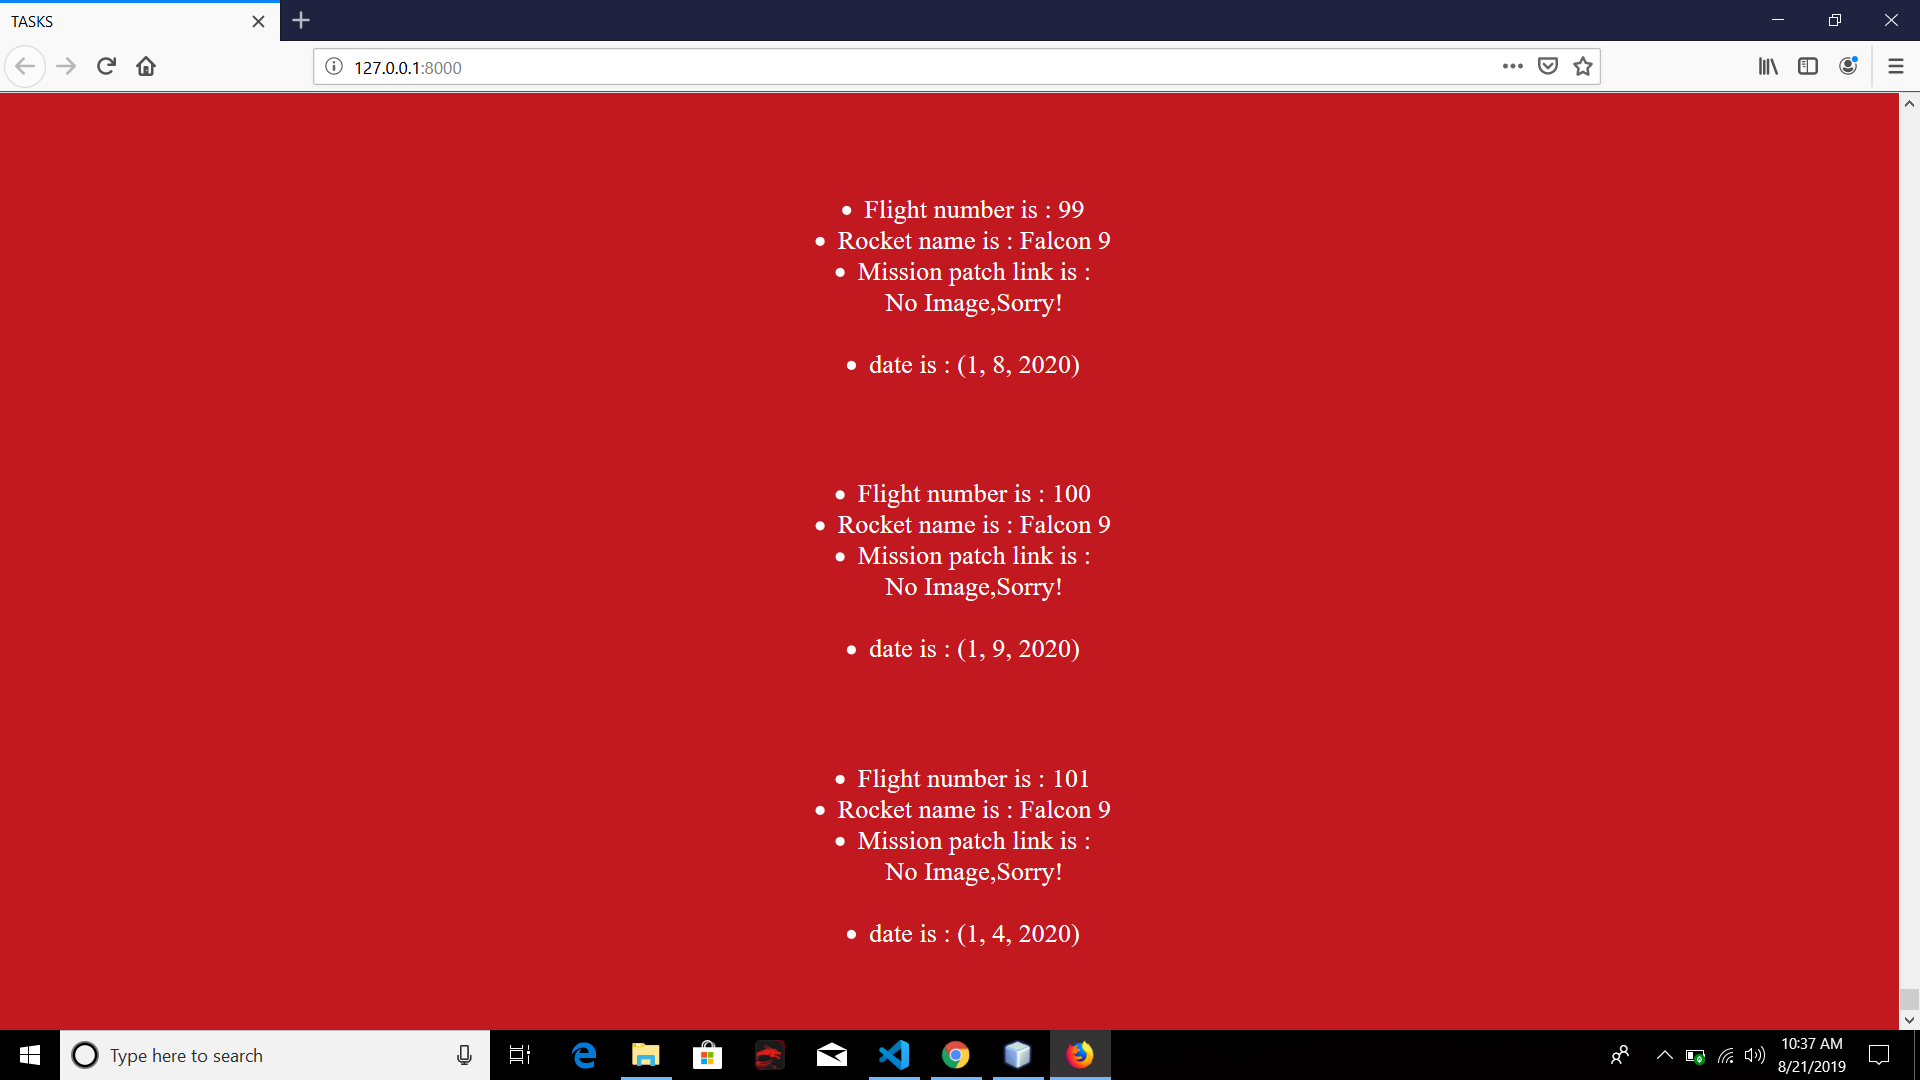 TASKS
127.0.0.1:8000
• Flight number is : 99
• Rocket name is : Falcon 9
• Mission patch link is :
No Image,Sorry!
• date is : (1, 8, 2020)
• Flight number is : 100
• Rocket name is : Falcon 9
• Mission patch link is :
No Image,Sorry!
• date is : (1, 9, 2020)
• Flight number is : 101
• Rocket name is : Falcon 9
• Mission patch link is :
No Image,Sorry!
• date is : (1, 4, 2020)
Type here to search
10:37 AM
8/21/2019